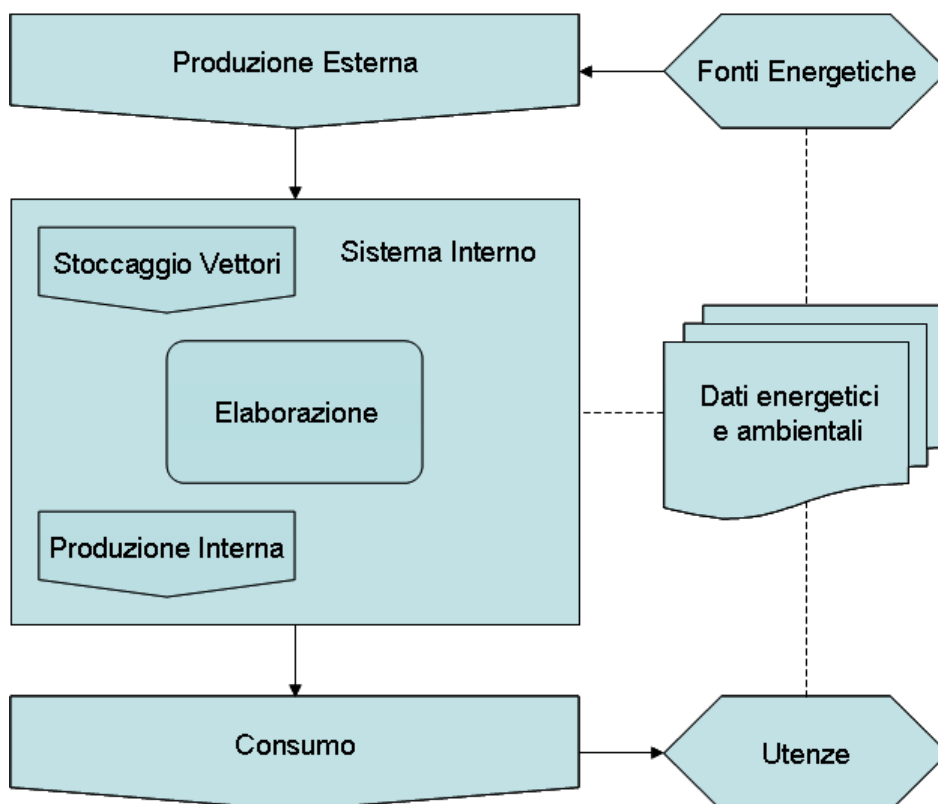 Produzione Esterna
Fonti Energetiche
Stoccaggio Vettori
Sistema Interno
Elaborazione
Dati energetici
e ambientali
Produzione Interna
Consumo
Utenze